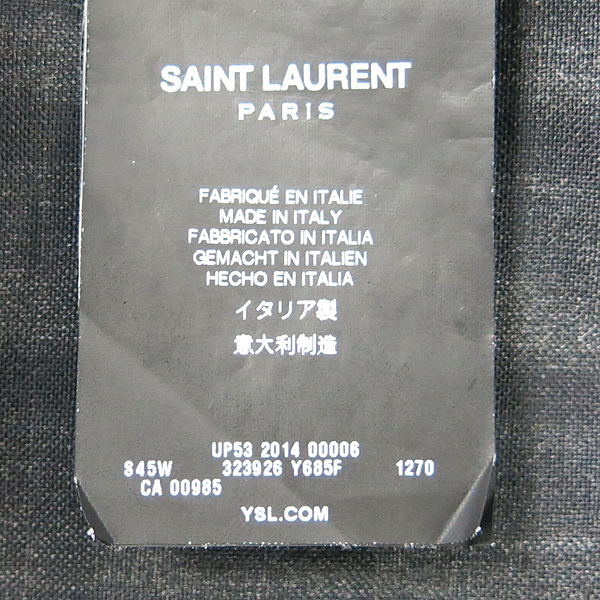 SAINT LAURENT
PARIS
FABRIQUÉ EN ITALIE
MADE IN ITALY
FABBRICATO IN ITALIA
GEMACHT IN ITALIEN
HECHO EN ITALIA
イタリア製
意大利制造
UP53 2014 00006
845W 323926 Y685F 1270
CA 00985
YSL.COM